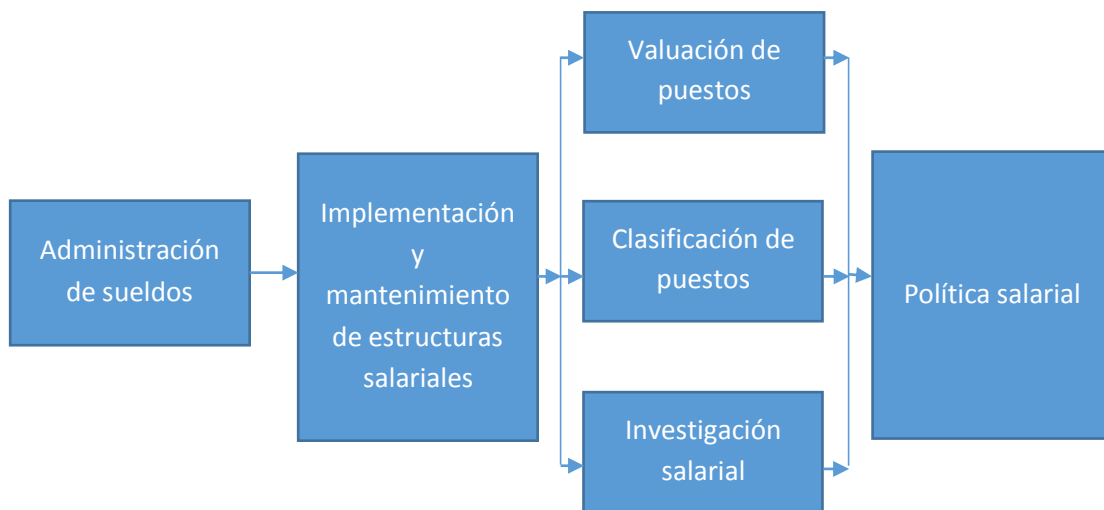 Administración
de sueldos
Implementación
y
mantenimiento
de estructuras
salariales
Valuación de
puestos
Clasificación de
puestos
Investigación
salarial
Política salarial